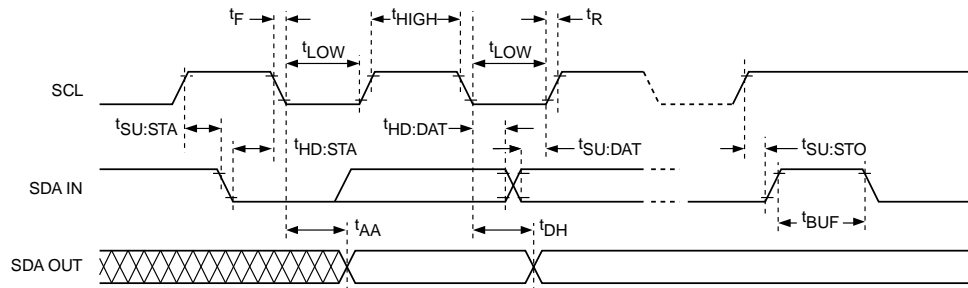 tF
tHIGH
tR
tLOW
tLOW
SCL
tSU:STA
tHD:STA
tHD:DAT
tSU:DAT
tSU:STO
SDA IN
tAA
tDH
tBUF
SDA OUT